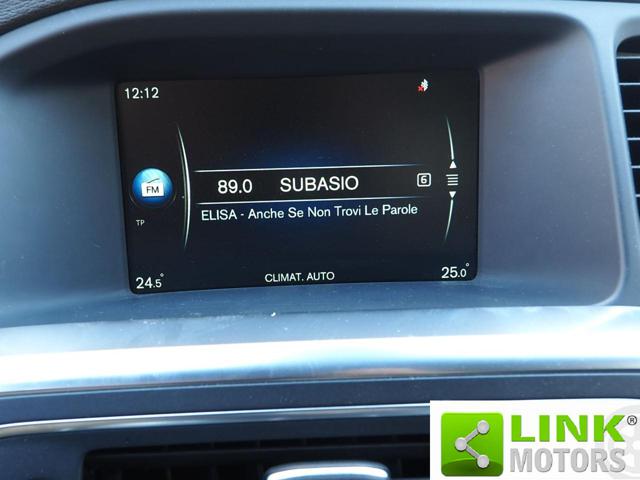 12:12
89.0 SUBASIO 6
FM
ELISA - Anche Se Non Trovi Le Parole
TP
24.5°
CLIMAT. AUTO
25.0°
LINK®
MOTORS